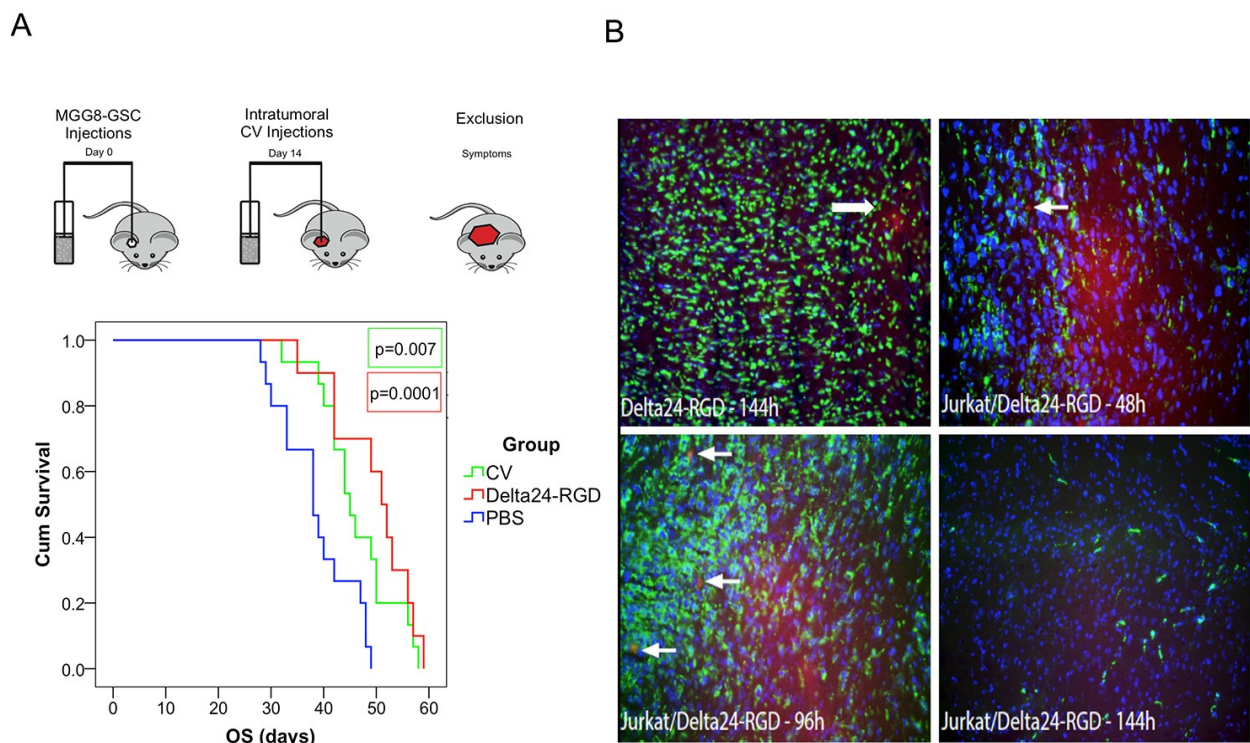 A
B
MGG8-GSC
Injections
Day 0
Intratumoral
CV Injections
Day 14
Exclusion
Symptoms
p=0.007
p=0.0001
1.0
0.8
0.6
0.4
0.2
0.0
Cum Survival
0 10 20 30 40 50 60
OS (days)
Group
CV
Delta24-RGD
PBS
Delta24-RGD - 144h
Jurkat/Delta24-RGD - 48h
Jurkat/Delta24-RGD - 96h
Jurkat/Delta24-RGD - 144h